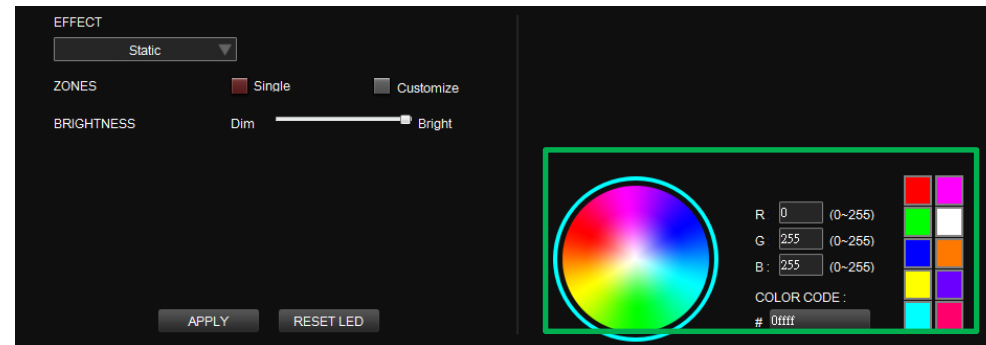 EFFECT
Static
ZONES Single Customize
BRIGHTNESS Dim Bright
APPLY RESET LED
R 0 (0~255)
G 255 (0~255)
B : 255 (0~255)
COLOR CODE :
# 0ffff